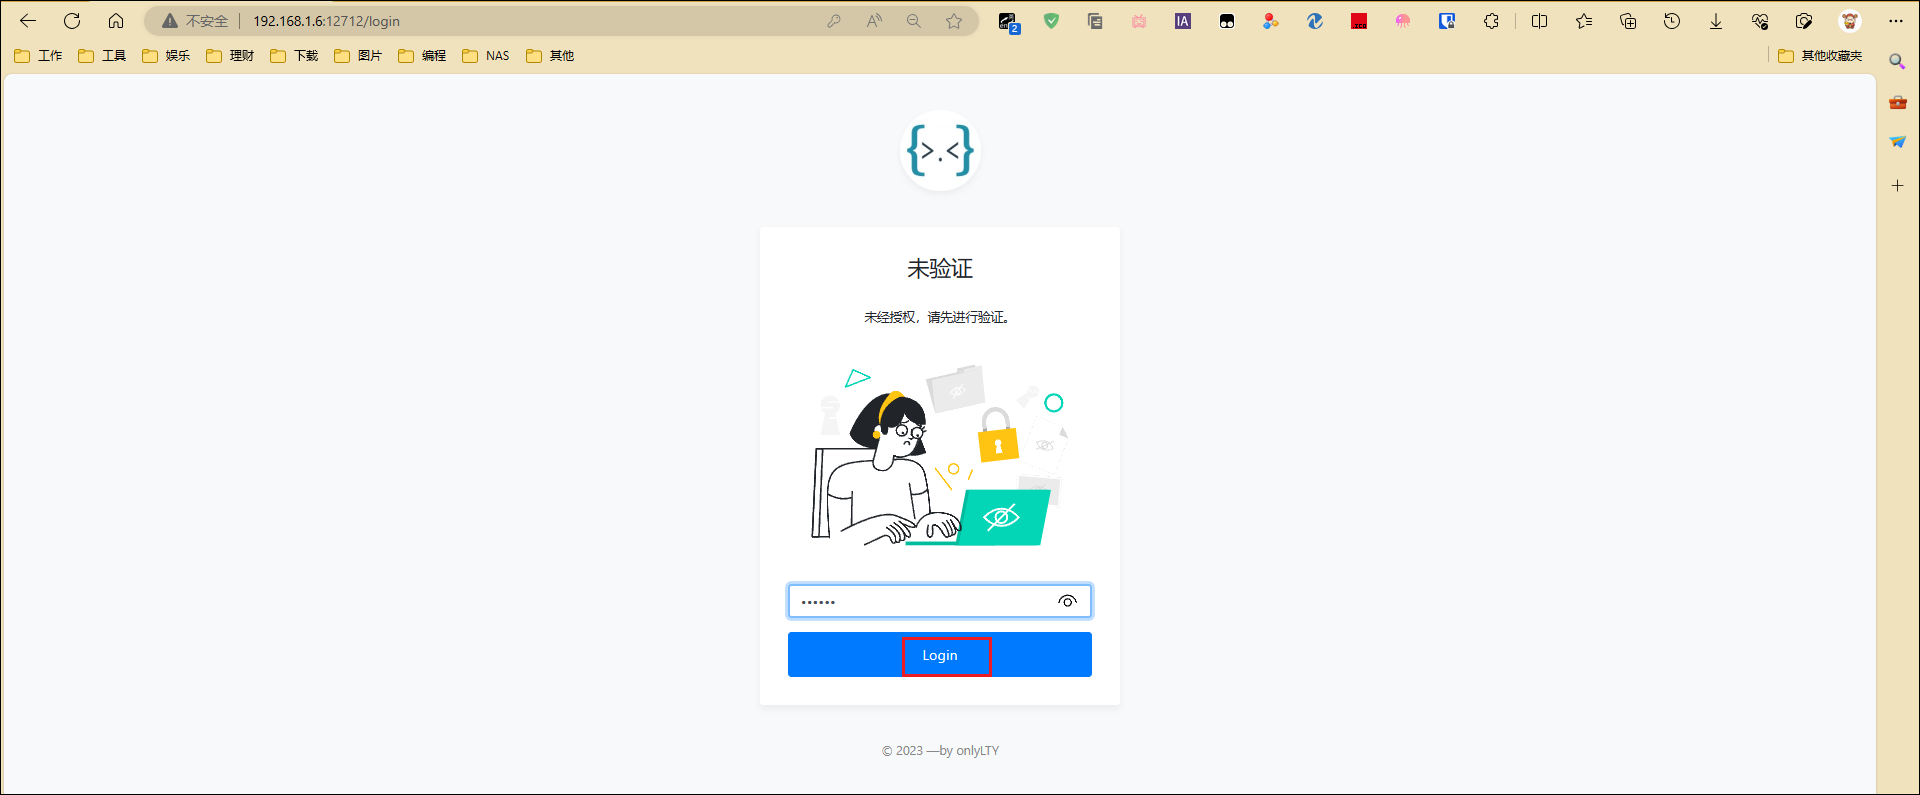 不安全 192.168.1.6:12712/login
2
IA
工作 工具 娱乐 理财 下载 图片 编程 NAS 其他 其他收藏夹
{>.<}
未验证
未经授权，请先进行验证。
••••••
Login
© 2023 —by onlyLTY